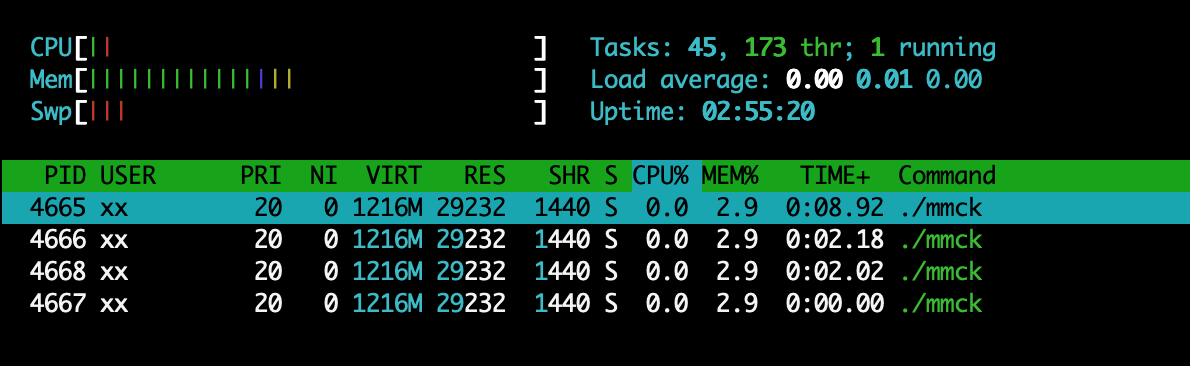 CPU[||                               ]   Tasks: 45, 173 thr; 1 running
Mem[|||||||||||||||                  ]   Load average: 0.00 0.01 0.00
Swp[|||                              ]   Uptime: 02:55:20
PID USER      PRI  NI  VIRT   RES   SHR S CPU% MEM%   TIME+  Command
4665 xx         20   0 1216M 29232  1440 S  0.0  2.9  0:08.92 ./mmck
4666 xx         20   0 1216M 29232  1440 S  0.0  2.9  0:02.18 ./mmck
4668 xx         20   0 1216M 29232  1440 S  0.0  2.9  0:02.02 ./mmck
4667 xx         20   0 1216M 29232  1440 S  0.0  2.9  0:00.00 ./mmck